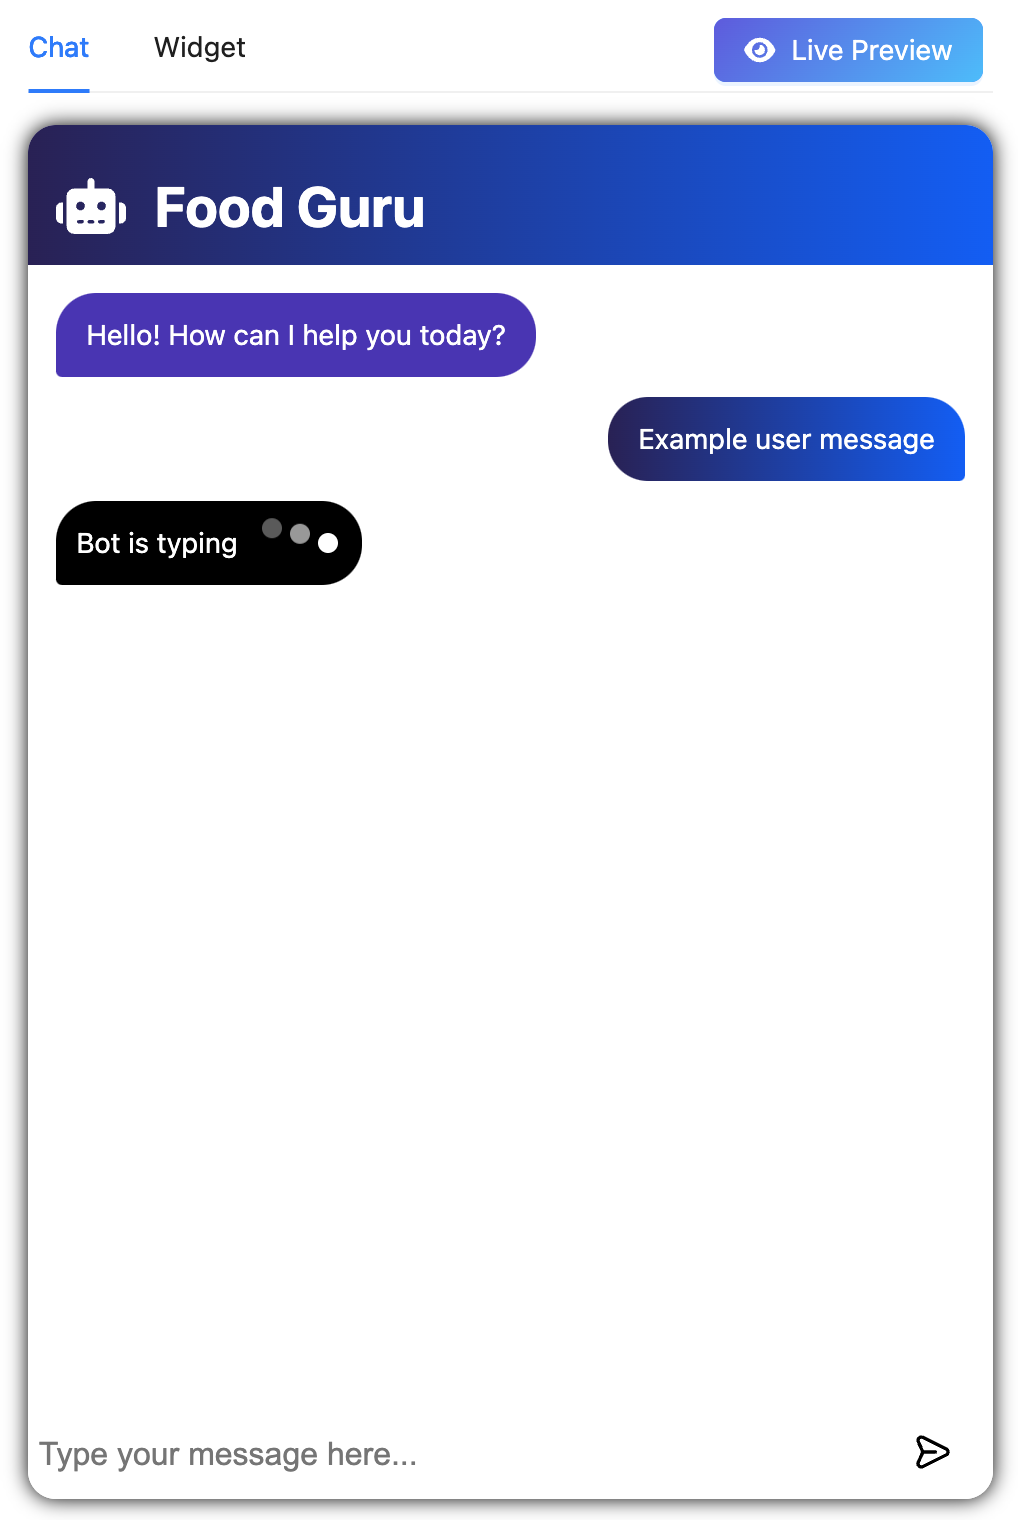 Chat
Widget
Live Preview
Food Guru
Hello! How can I help you today?
Example user message
Bot is typing
Type your message here...